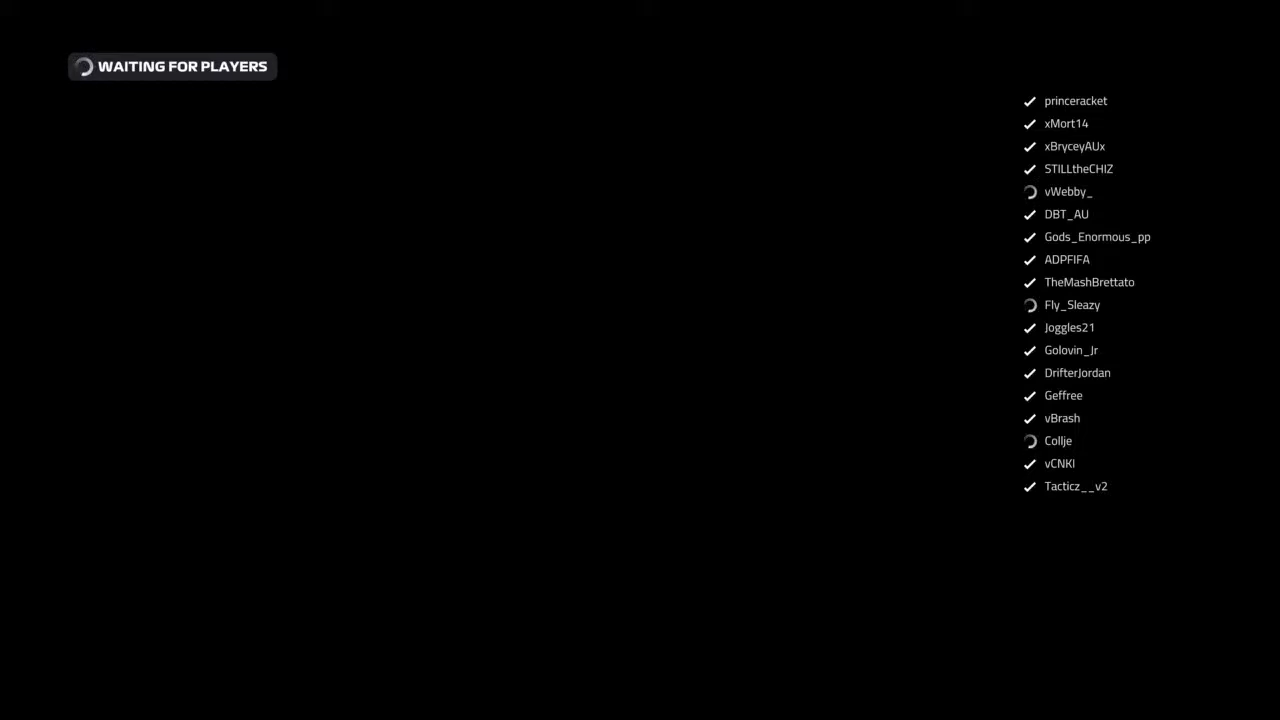 WAITING FOR PLAYERS
princeracket
xMort14
xBryceyAUx
STILLtheCHIZ
vWebby_
DBT_AU
Gods_Enormous_pp
ADPFIFA
TheMashBrettato
Fly_Sleazy
Joggles21
Golovin_Jr
DrifterJordan
Geffree
vBrash
Collje
vCNKI
Tacticz__v2